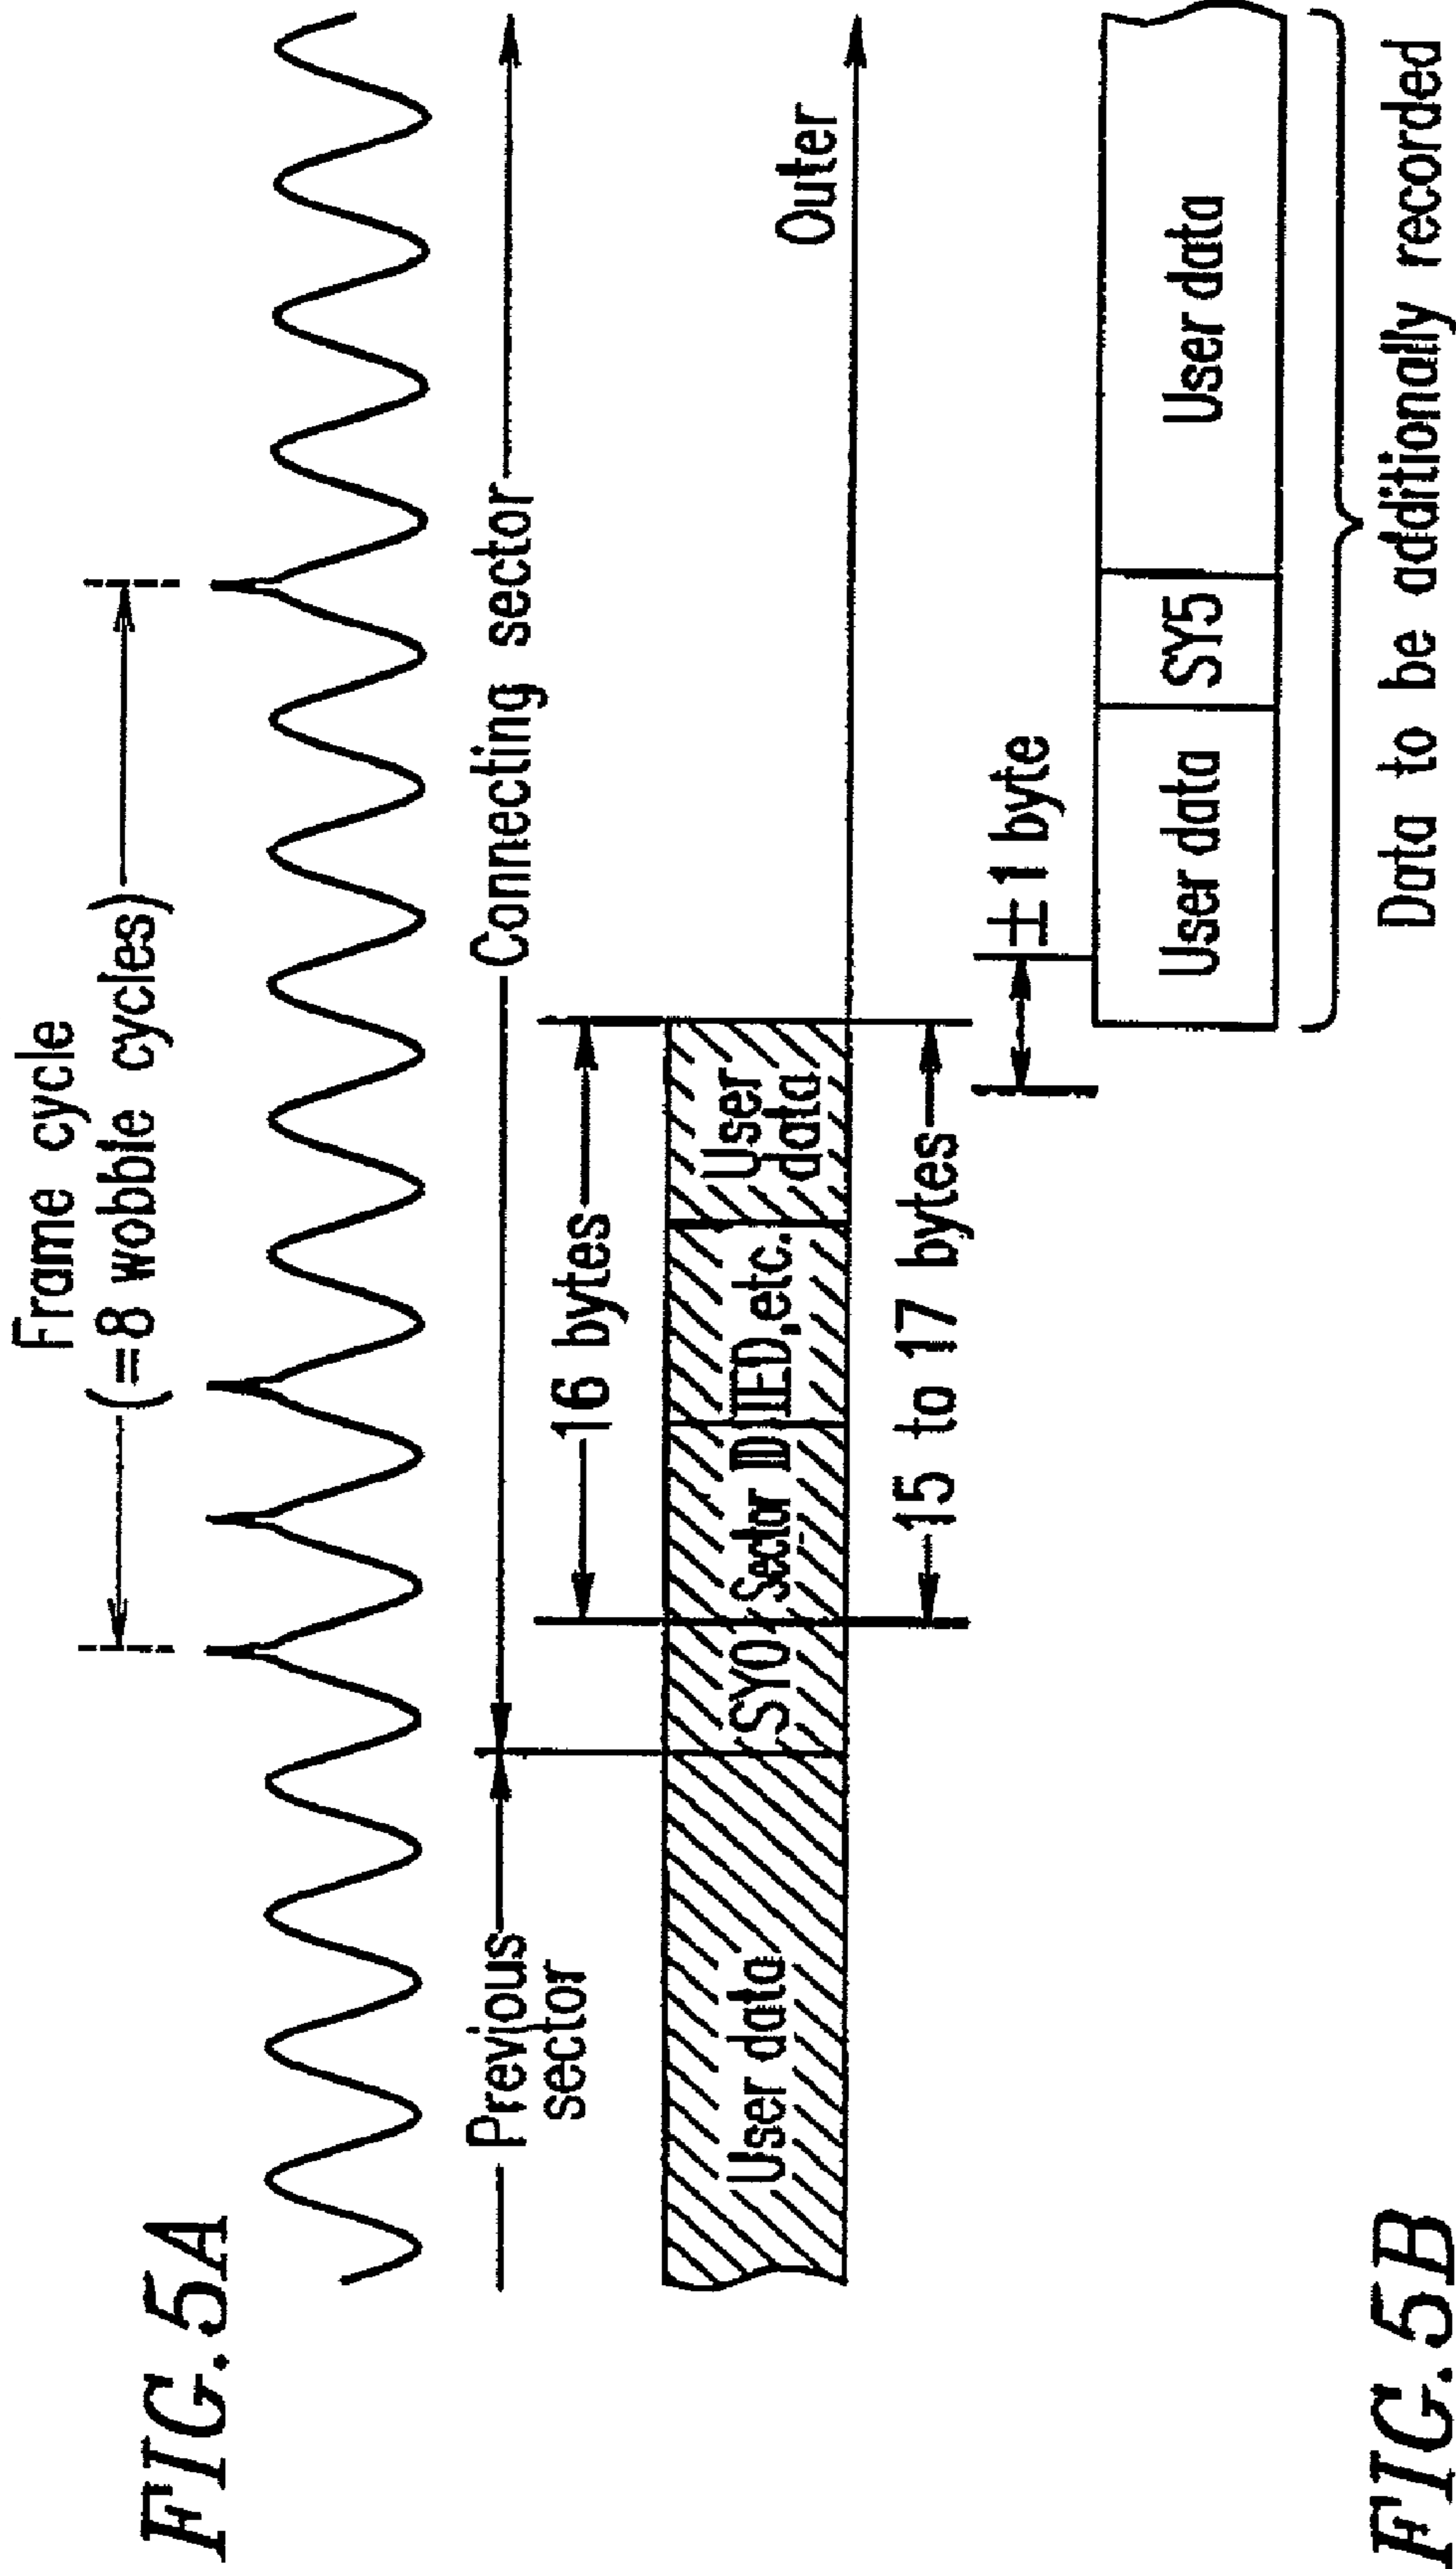 FIG. 5A
Frame cycle
(=8 wobble cycles)
Previous
sector
Connecting sector
16 bytes
User data
SY0
Sector ID
IED,etc.
User
data
15 to 17 bytes
Outer
±1 byte
User data
SY5
User data
Data to be additionally recorded
FIG. 5B